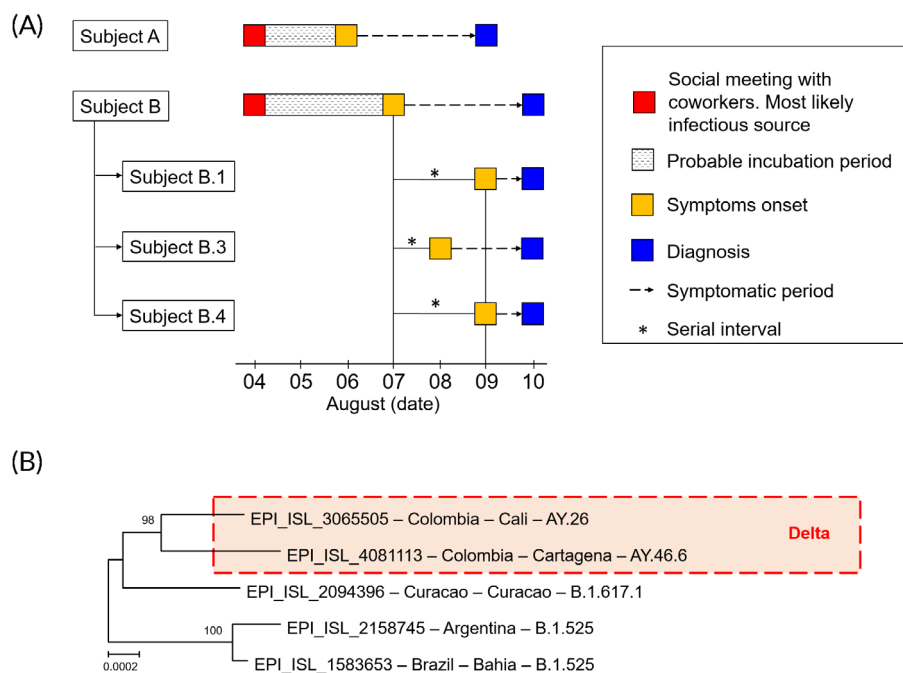 (A)
Subject A
Subject B
Subject B.1
*
Subject B.3
*
Subject B.4
*
04 05 06 07 08 09 10
August (date)
Social meeting with
coworkers. Most likely
infectious source
Probable incubation period
Symptoms onset
Diagnosis
Symptomatic period
* Serial interval
(B)
98
EPI_ISL_3065505 – Colombia – Cali – AY.26
Delta
EPI_ISL_4081113 – Colombia – Cartagena – AY.46.6
EPI_ISL_2094396 – Curacao – Curacao – B.1.617.1
100
EPI_ISL_2158745 – Argentina – B.1.525
EPI_ISL_1583653 – Brazil – Bahia – B.1.525
0.0002